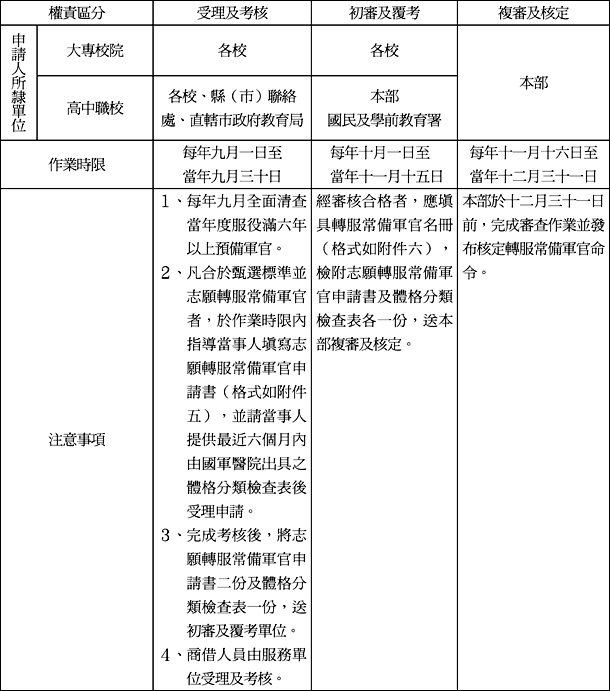 權責區分
受理及考核
初審及覆考
複審及核定
申請人所隸單位
大專校院
各校
各校
本部
高中職校
各校、縣（市）聯絡
處、直轄市政府教育局
本部
國民及學前教育署
作業時限
每年九月一日至
當年九月三十日
每年十月一日至
當年十一月十五日
每年十一月十六日至
當年十二月三十一日
注意事項
１、每年九月全面清查
當年度服役滿六年
以上預備軍官。
２、凡合於甄選標準並
志願轉服常備軍官
者，於作業時限內
指導當事人塡寫志
願轉服常備軍官申
請書（格式如附件
五），並請當事人
提供最近六個月內
由國軍醫院出具之
體格分類檢查表後
受理申請。
３、完成考核後，將志
願轉服常備軍官申
請書二份及體格分
類檢查表一份，送
初審及覆考單位。
４、商借人員由服務單
位受理及考核。
經審核合格者，應塡
具轉服常備軍官名冊
（格式如附件六），
檢附志願轉服常備軍
官申請書及體格分類
檢查表各一份，送本
部複審及核定。
本部於十二月三十一日
前，完成審查作業並發
布核定轉服常備軍官命
令。